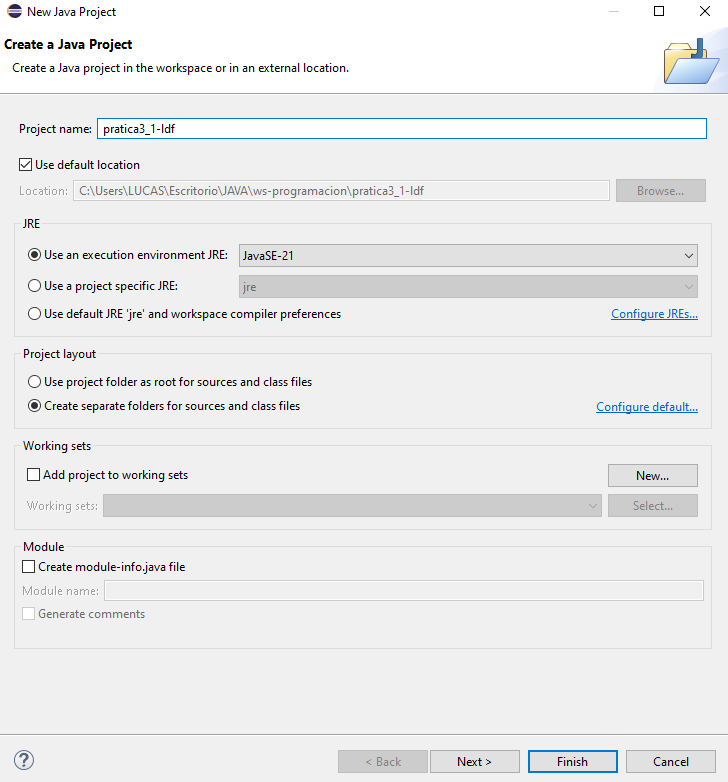 New Java Project
Create a Java Project
Create a Java project in the workspace or in an external location.
Project name: pratica3_1-ldf
Use default location
Location: C:\Users\LUCAS\Escritorio\JAVA\ws-programacion\pratica3_1-ldf Browse...
JRE
Use an execution environment JRE: JavaSE-21
Use a project specific JRE: jre
Use default JRE 'jre' and workspace compiler preferences Configure JREs...
Project layout
Use project folder as root for sources and class files
Create separate folders for sources and class files Configure default...
Working sets
Add project to working sets New...
Working sets: Select...
Module
Create module-info.java file
Module name:
Generate comments
? < Back Next > Finish Cancel